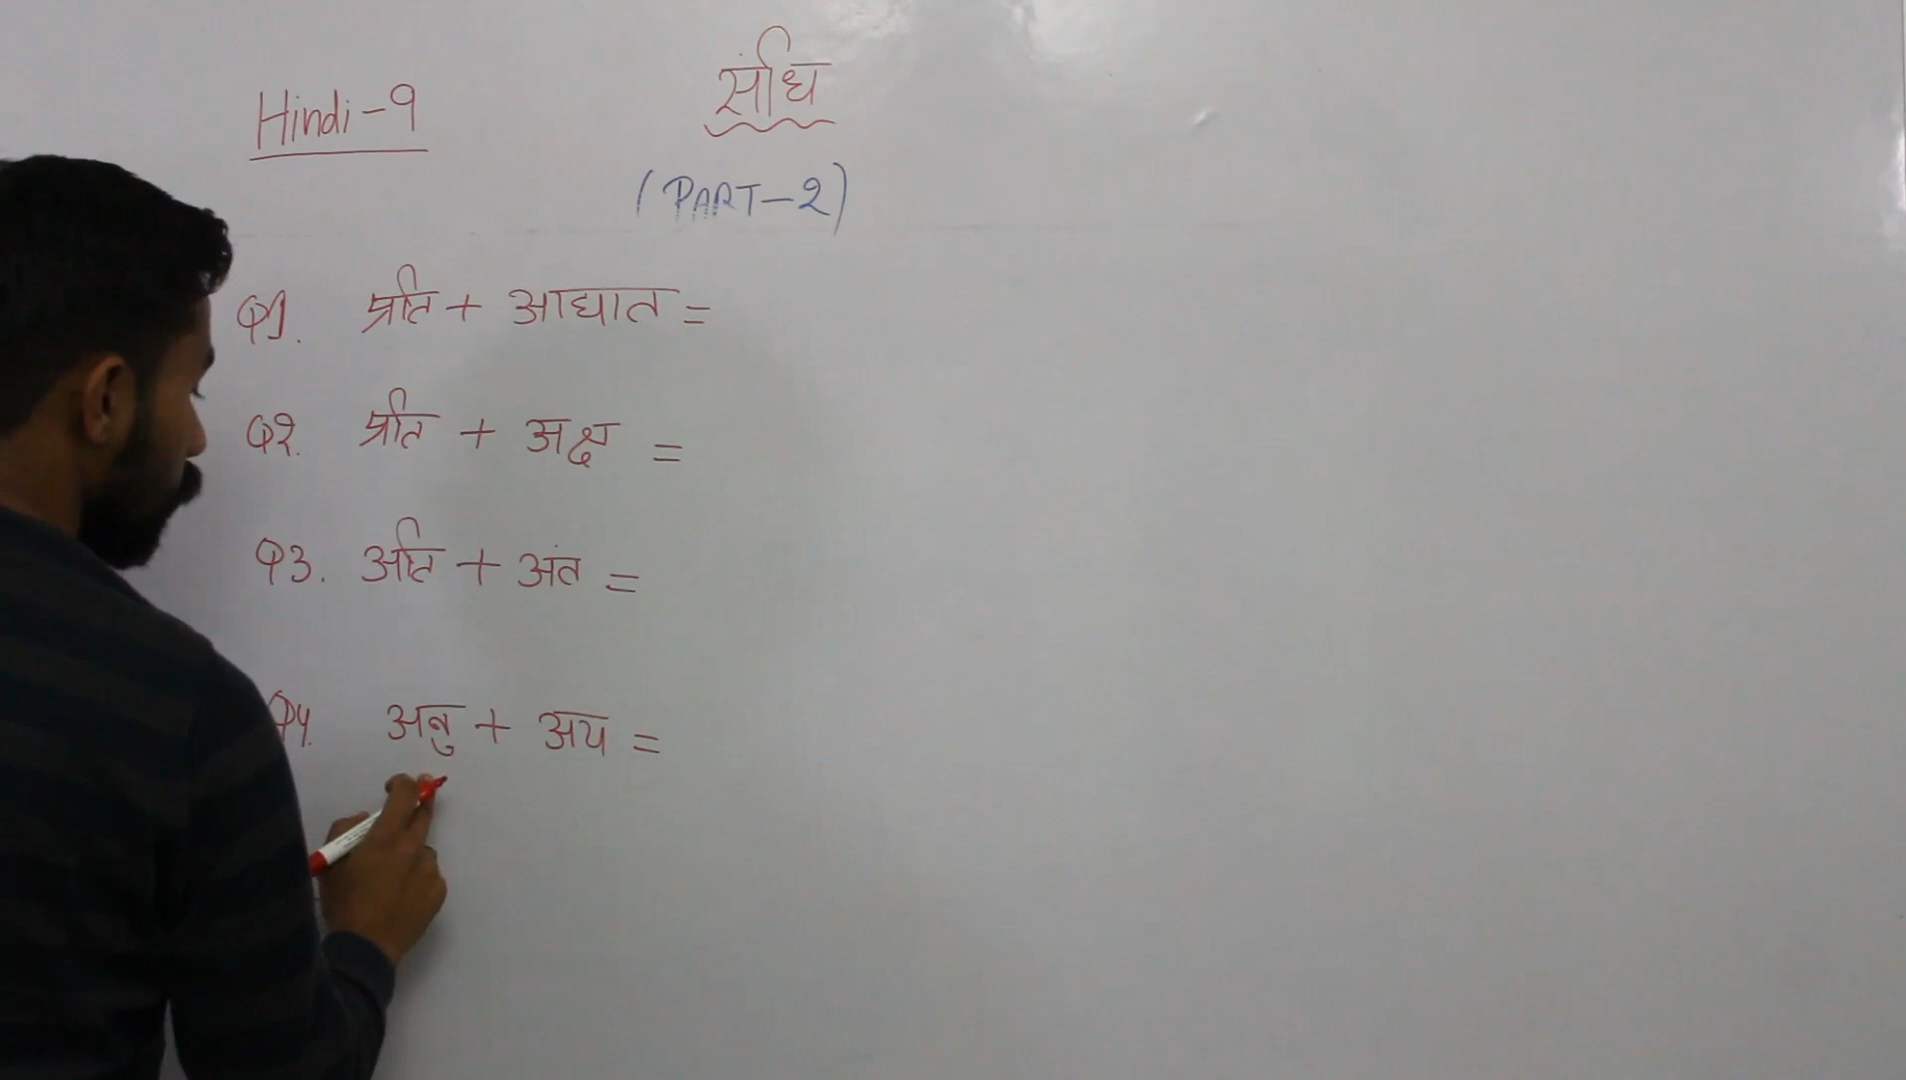 Hindi-9
संधि
(PART-2)
Q1. प्रति + आघात =
Q2. प्रति + अक्ष =
Q3. अति + अंत =
Q4. अनु + अय =